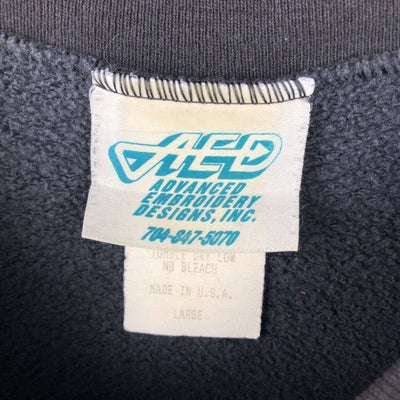 AED
ADVANCED
EMBROIDERY
DESIGNS, INC.
704-847-5070
TUMBLE DRY LOW
NO BLEACH
MADE IN U.S.A.
LARGE